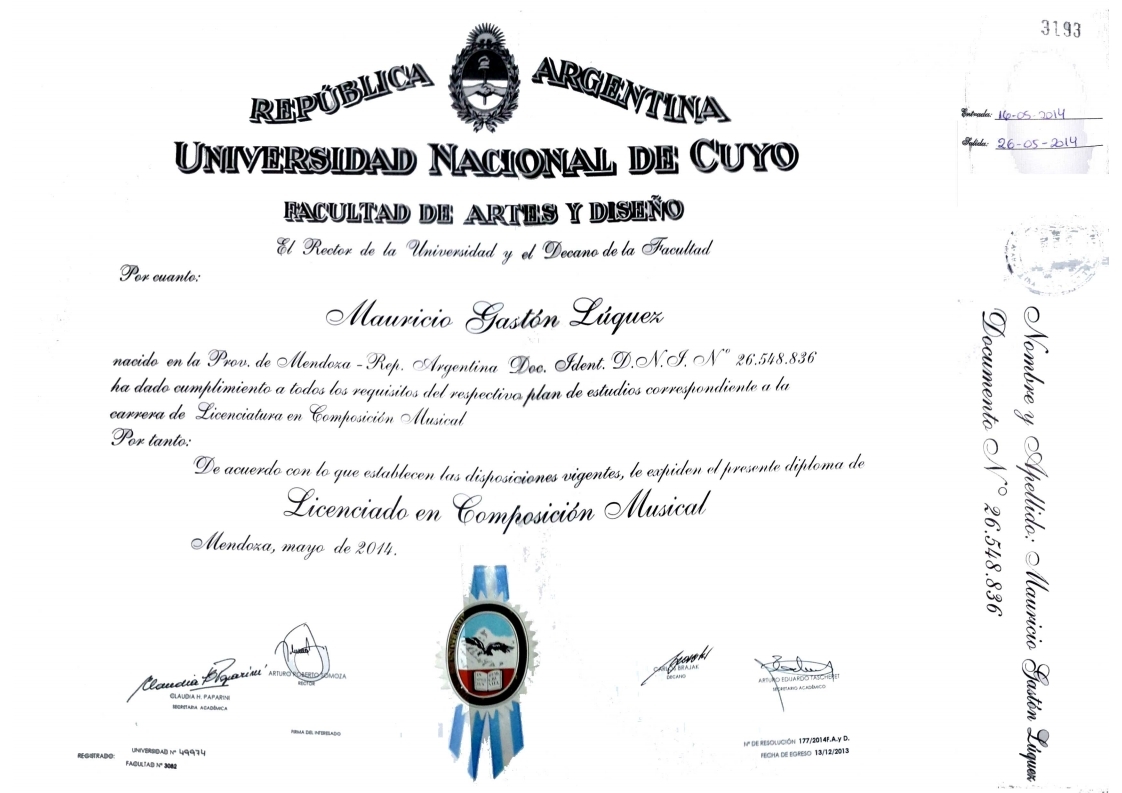 3193
REPÚBLICA ARGENTINA
Entrada: 16-05-2014
Salida: 26-05-2014
UNIVERSIDAD NACIONAL DE CUYO
FACULTAD DE ARTES Y DISEÑO
El Rector de la Universidad y el Decano de la Facultad
Por cuanto:
Mauricio Gastón Lúquez
nacido en la Prov. de Mendoza - Rep. Argentina Doc. Ident. D.N.I. N° 26.548.836
ha dado cumplimiento a todos los requisitos del respectivo plan de estudios correspondiente a la
carrera de Licenciatura en Composición Musical
Por tanto:
De acuerdo con lo que establecen las disposiciones vigentes, le expiden el presente diploma de
Licenciado en Composición Musical
Mendoza, mayo de 2014.
Claudia H Paparini
CLAUDIA H. PAPARINI
SECRETARIA ACADÉMICA
ARTURO ROBERTO SOMOZA
RECTOR
CARLOS BRAJAK
DECANO
ARTURO EDUARDO TASCHERET
SECRETARIO ACADÉMICO
FIRMA DEL INTERESADO
REGISTRADO: UNIVERSIDAD N° 49974
FACULTAD N° 3082
N° DE RESOLUCIÓN 177/2014F.A.y D.
FECHA DE EGRESO 13/12/2013
Nombre y Apellido: Mauricio Gastón Lúquez
Documento N° 26.548.836